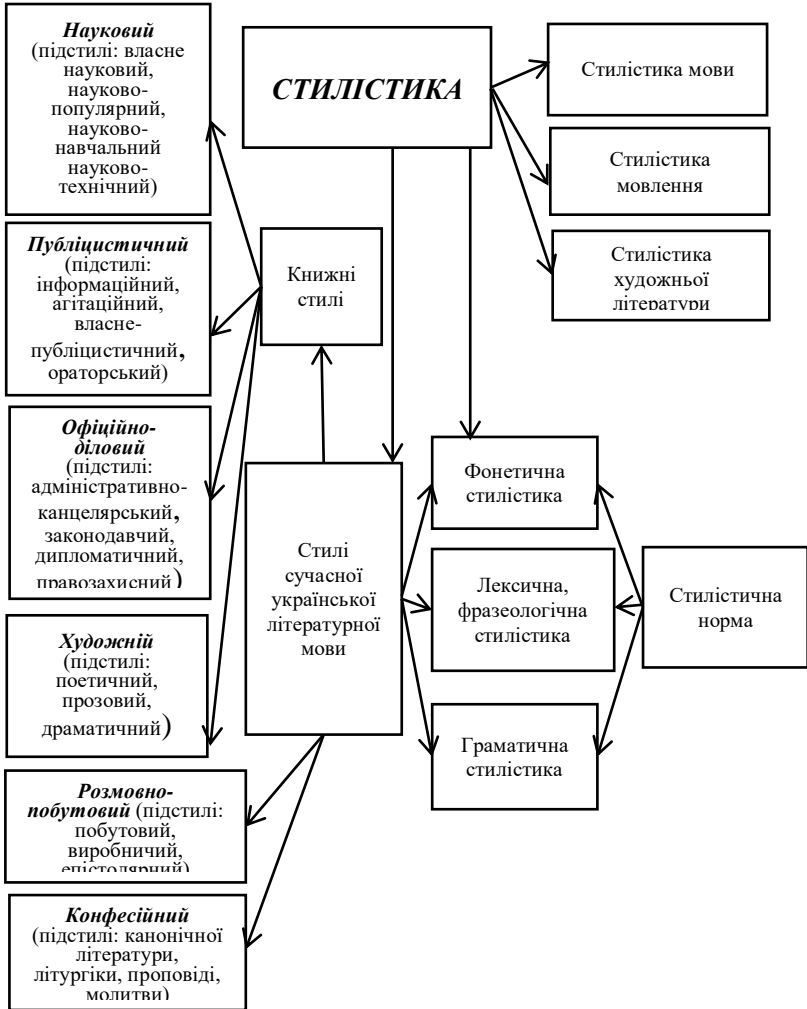 Науковий
(підстилі: власне
науковий,
науково-
популярний,
науково-
навчальний
науково-
технічний)
СТИЛІСТИКА
Стилістика мови
Стилістика
мовлення
Стилістика
художньої
літератури
Публіцистичний
(підстилі:
інформаційний,
агітаційний,
власне-
публіцистичний,
ораторський)
Книжні
стилі
Офіційно-
діловий
(підстилі:
адміністративно-
канцелярський,
законодавчий,
дипломатичний,
правозахисний)
Стилі
сучасної
української
літературної
мови
Фонетична
стилістика
Лексична,
фразеологічна
стилістика
Граматична
стилістика
Стилістична
норма
Художній
(підстилі:
поетичний,
прозовий,
драматичний)
Розмовно-
побутовий (підстилі:
побутовий,
виробничий,
епістолярний)
Конфесійний
(підстилі: канонічної
літератури,
літургіки, проповіді,
молитви)